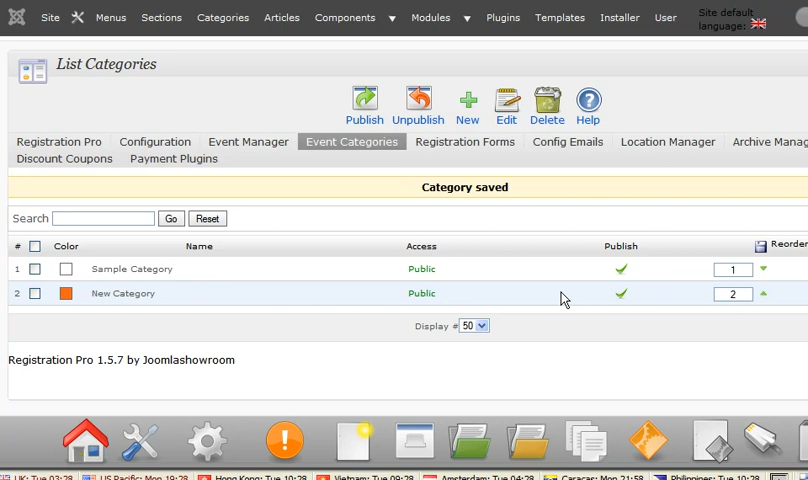 Site Menus Sections Categories Articles Components Modules Plugins Templates Installer User Site default
language:
List Categories
Publish Unpublish New Edit Delete Help
Registration Pro Configuration Event Manager Event Categories Registration Forms Config Emails Location Manager Archive Manag
Discount Coupons Payment Plugins
Category saved
Search Go Reset
# Color Name Access Publish Reorder
1 Sample Category Public 1
2 New Category Public 2
Display # 50
Registration Pro 1.5.7 by Joomlashowroom
UK: Tue 03:28 US Pacific: Mon 19:28 Hong Kong: Tue 10:28 Vietnam: Tue 09:28 Amsterdam: Tue 04:28 Caracas: Mon 21:58 Philippines: Tue 10:28